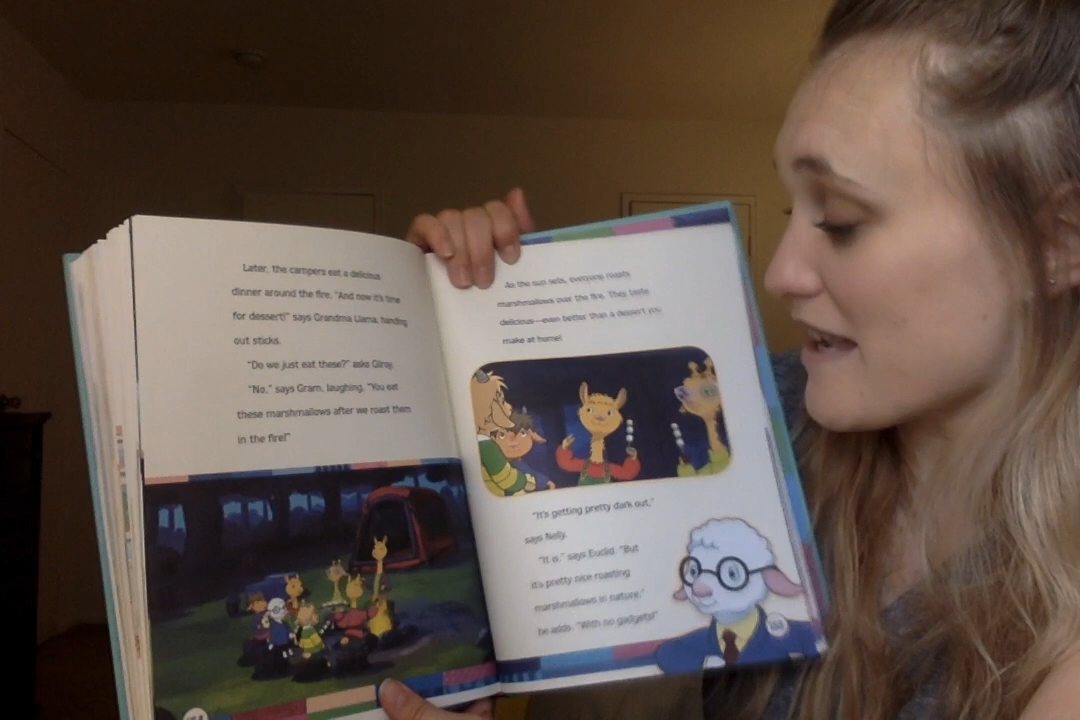 Later, the campers eat a delicious
dinner around the fire. "And now it's time
for dessert!" says Grandma Llama, handing
out sticks.
"Do we just eat these?" asks Gilroy.
"No," says Gram, laughing. "You eat
these marshmallows after we roast them
in the fire!"
As the sun sets, everyone roasts
marshmallows over the fire. They taste
delicious—even better than a dessert you
make at home!
"It's getting pretty dark out,"
says Nelly.
"It is," says Euclid. "But
it's pretty nice roasting
marshmallows in nature,"
he adds. "With no gadgets!"